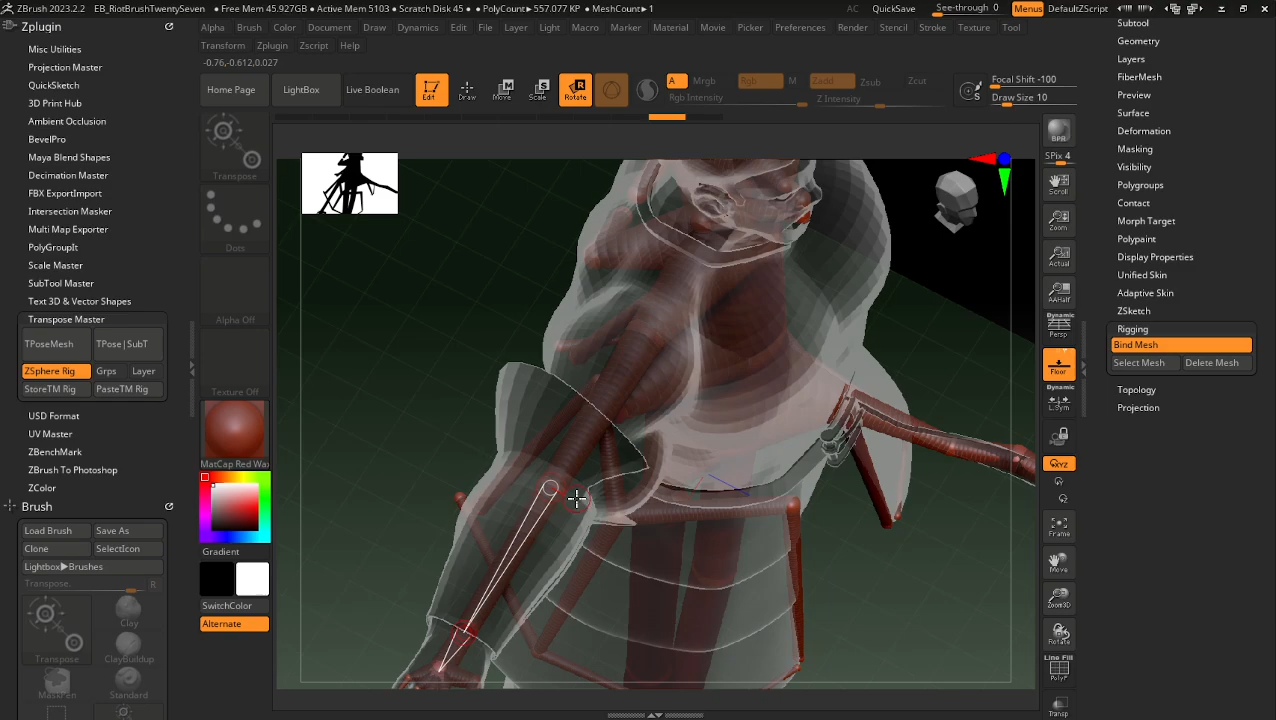 ZBrush 2023.2.2 EB_RiotBrushTwentySeven • Free Mem 45.927GB • Active Mem 5103 • Scratch Disk 45 • PolyCount►557.077 KP • MeshCount►1 AC QuickSave See-through 0 Menus DefaultZScript
Zplugin
Alpha Brush Color Document Draw Dynamics Edit File Layer Light Macro Marker Material Movie Picker Preferences Render Stencil Stroke Texture Tool
Transform Zplugin Zscript Help
-0.76,-0.612,0.027
Misc Utilities
Projection Master
QuickSketch
3D Print Hub
Ambient Occlusion
BevelPro
Maya Blend Shapes
Decimation Master
FBX ExportImport
Intersection Masker
Multi Map Exporter
PolyGroupIt
Scale Master
SubTool Master
Text 3D & Vector Shapes
Transpose Master
TPoseMesh TPose|SubT
ZSphere Rig Grps Layer
StoreTM Rig PasteTM Rig
USD Format
UV Master
ZBenchMark
ZBrush To Photoshop
ZColor
Brush
Load Brush Save As
Clone SelectIcon
Lightbox►Brushes
Transpose. R
Transpose Clay
ClayBuildup
MaskPen Standard
Home Page LightBox Live Boolean Edit Draw Move Scale Rotate
A Mrgb Rgb M Zadd Zsub Zcut
Rgb Intensity Z Intensity
Focal Shift -100
Draw Size 10
S
Transpose
Dots
Alpha Off
Texture Off
MatCap Red Wax
Gradient
SwitchColor
Alternate
BPR
SPix 4
Scroll
Zoom
Actual
AAHalf
Dynamic
Persp
Floor
Dynamic
L.Sym
XYZ
Frame
Move
Zoom3D
Rotate
Line Fill
PolyF
Transp
Subtool
Geometry
Layers
FiberMesh
Preview
Surface
Deformation
Masking
Visibility
Polygroups
Contact
Morph Target
Polypaint
Display Properties
Unified Skin
Adaptive Skin
ZSketch
Rigging
Bind Mesh
Select Mesh Delete Mesh
Topology
Projection